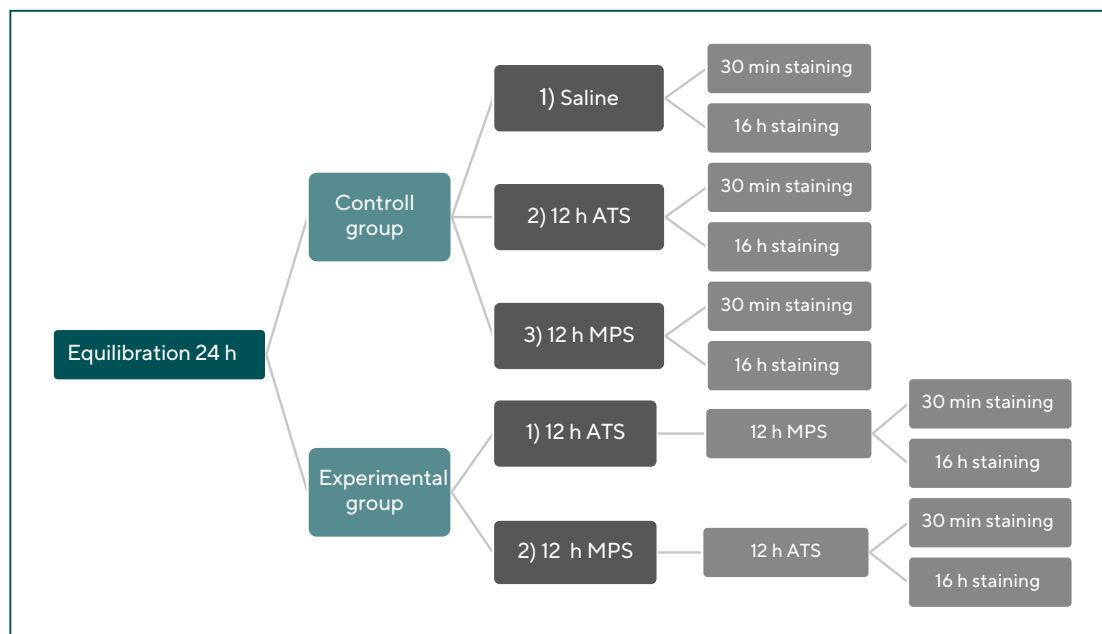 Equilibration 24 h
Controll
group
1) Saline
30 min staining
16 h staining
2) 12 h ATS
30 min staining
16 h staining
3) 12 h MPS
30 min staining
16 h staining
Experimental
group
1) 12 h ATS
12 h MPS
30 min staining
16 h staining
2) 12 h MPS
12 h ATS
30 min staining
16 h staining